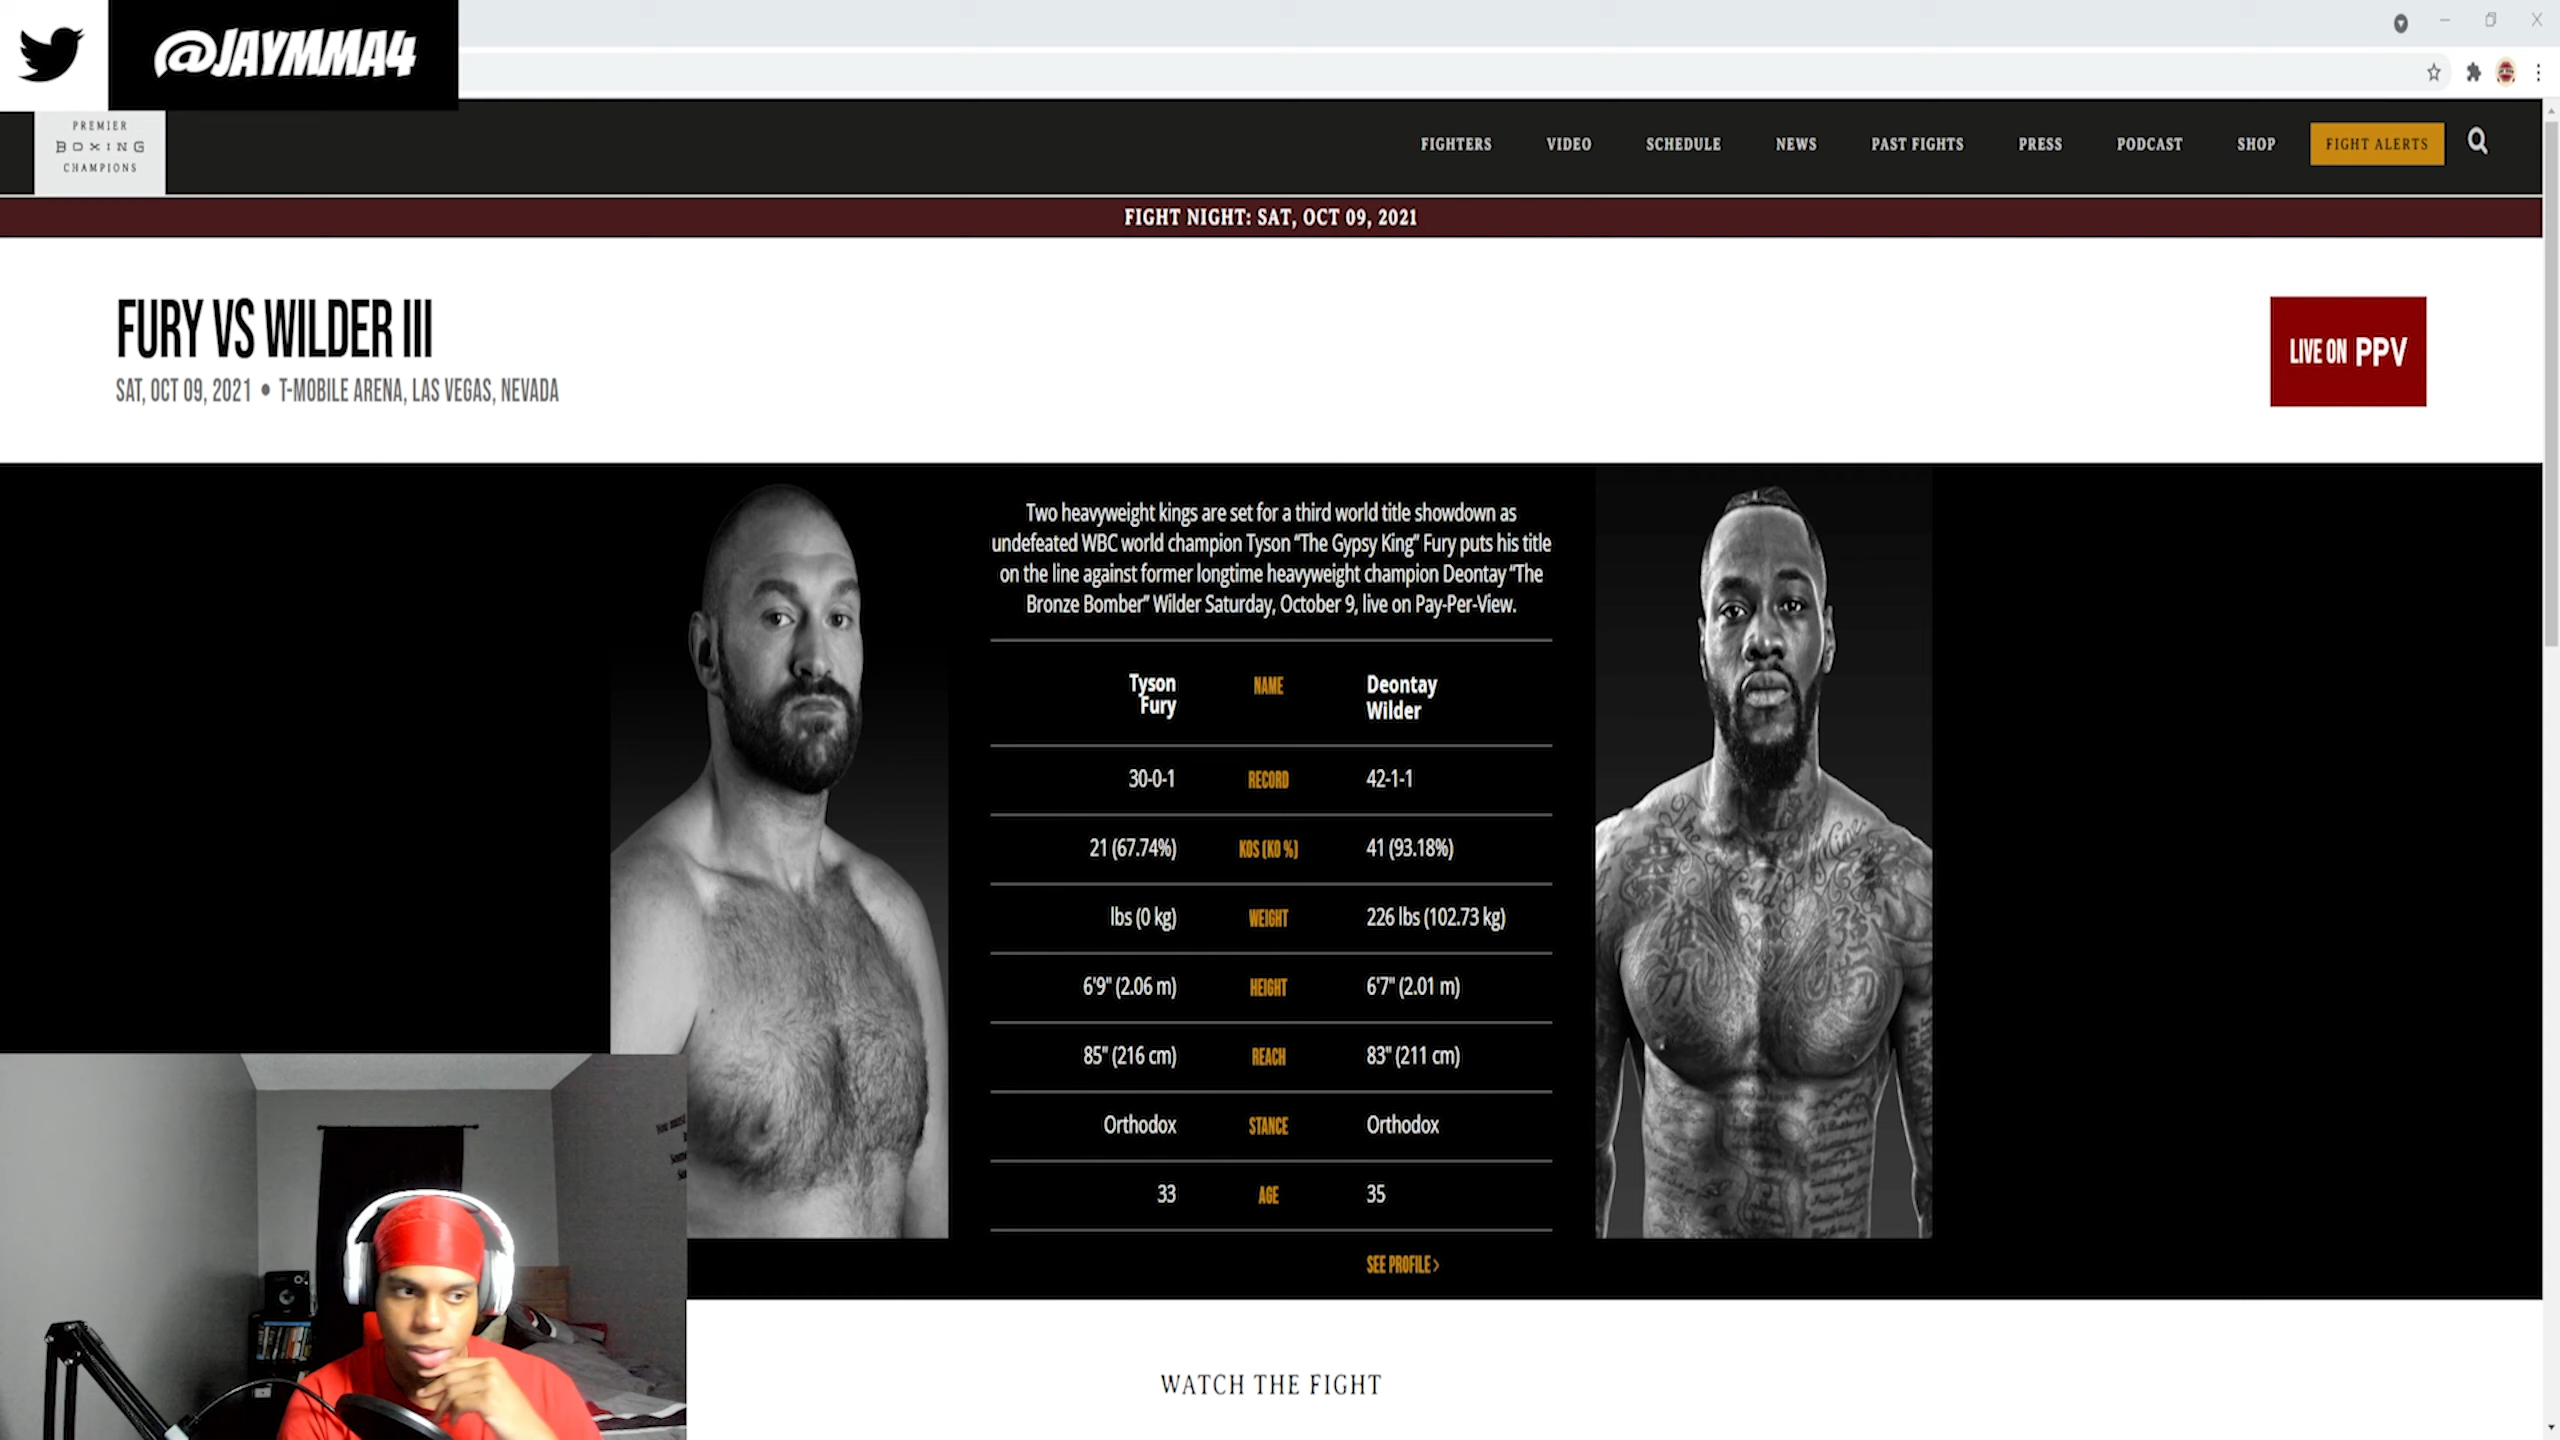 @JAYMMA4
PREMIER
BOXING
CHAMPIONS
FIGHTERS VIDEO SCHEDULE NEWS PAST FIGHTS PRESS PODCAST SHOP FIGHT ALERTS
FIGHT NIGHT: SAT, OCT 09, 2021
FURY VS WILDER III
SAT, OCT 09, 2021 • T-MOBILE ARENA, LAS VEGAS, NEVADA
LIVE ON PPV
Two heavyweight kings are set for a third world title showdown as
undefeated WBC world champion Tyson “The Gypsy King” Fury puts his title
on the line against former longtime heavyweight champion Deontay “The
Bronze Bomber” Wilder Saturday, October 9, live on Pay-Per-View.
Tyson
Fury
NAME
Deontay
Wilder
30-0-1 RECORD 42-1-1
21 (67.74%) KOS (KO %) 41 (93.18%)
lbs (0 kg) WEIGHT 226 lbs (102.73 kg)
6'9" (2.06 m) HEIGHT 6'7" (2.01 m)
85" (216 cm) REACH 83" (211 cm)
Orthodox STANCE Orthodox
33 AGE 35
SEE PROFILE >
WATCH THE FIGHT